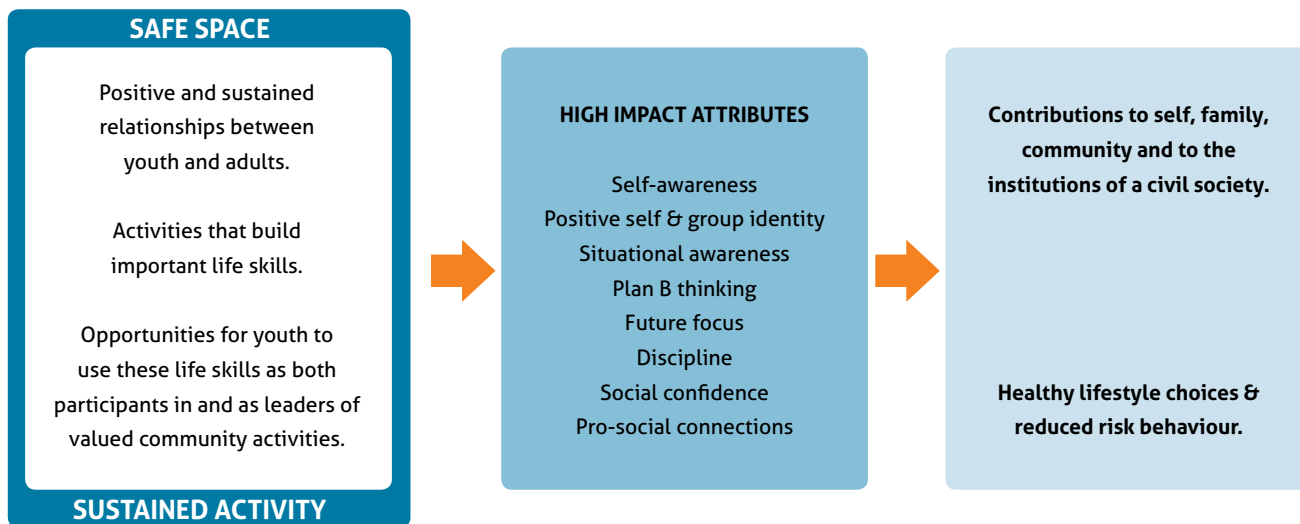 SAFE SPACE
Positive and sustained
relationships between
youth and adults.
Activities that build
important life skills.
Opportunities for youth to
use these life skills as both
participants in and as leaders of
valued community activities.
SUSTAINED ACTIVITY
HIGH IMPACT ATTRIBUTES
Self-awareness
Positive self & group identity
Situational awareness
Plan B thinking
Future focus
Discipline
Social confidence
Pro-social connections
Contributions to self, family,
community and to the
institutions of a civil society.
Healthy lifestyle choices &
reduced risk behaviour.